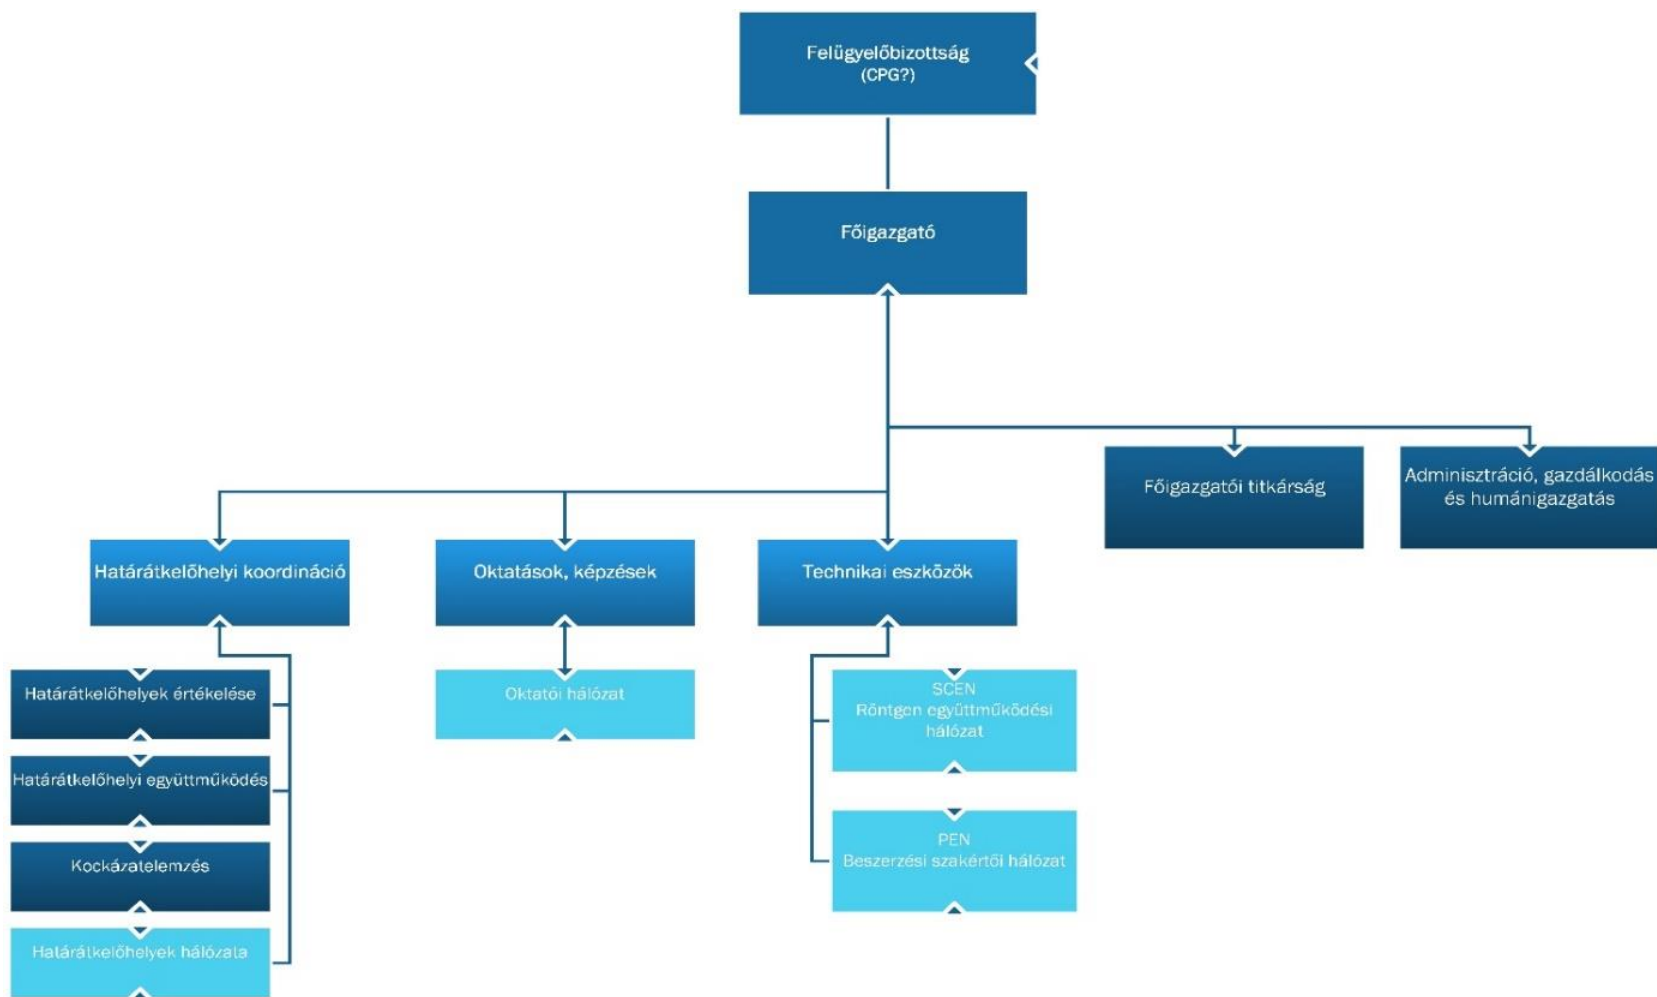 Felügyelőbizottság
(CPG?)
Főigazgató
Főigazgatói titkárság
Adminisztráció, gazdálkodás
és humánigazgatás
Határátkelőhelyi koordináció
Oktatások, képzések
Technikai eszközök
Határátkelőhelyek értékelése
Határátkelőhelyi együttműködés
Kockázatelemzés
Határátkelőhelyek hálózata
Oktatói hálózat
SCEN
Röntgen együttműködési
hálózat
PEN
Beszerzési szakértői hálózat